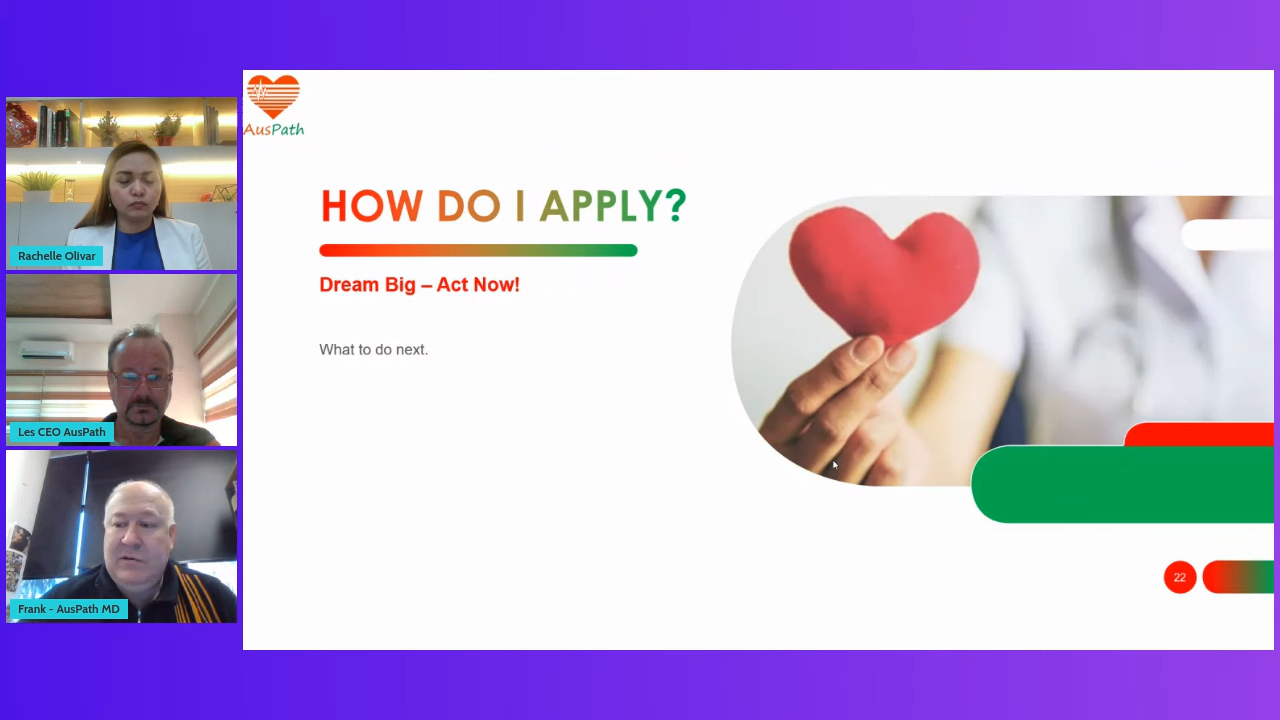 Rachelle Olivar
Les CEO AusPath
Frank - AusPath MD
AusPath
HOW DO I APPLY?
Dream Big – Act Now!
What to do next.
22